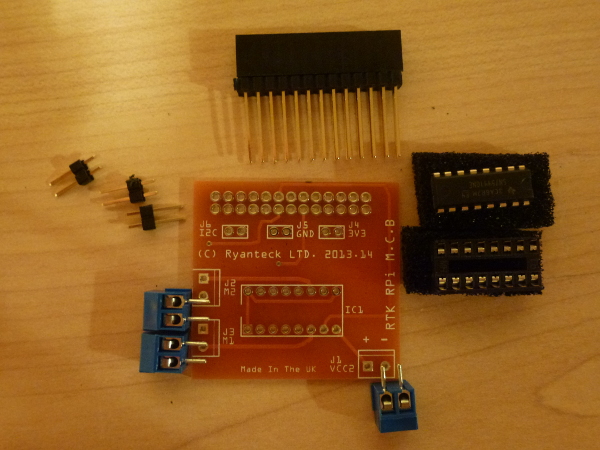 J6
I2C
J5
GND
J4
3V3
(C) Ryanteck LTD. 2013.14
RTK RPi M.C.B
J2
M2
IC1
J3
M1
+ -
J1
VCC2
Made In The UK